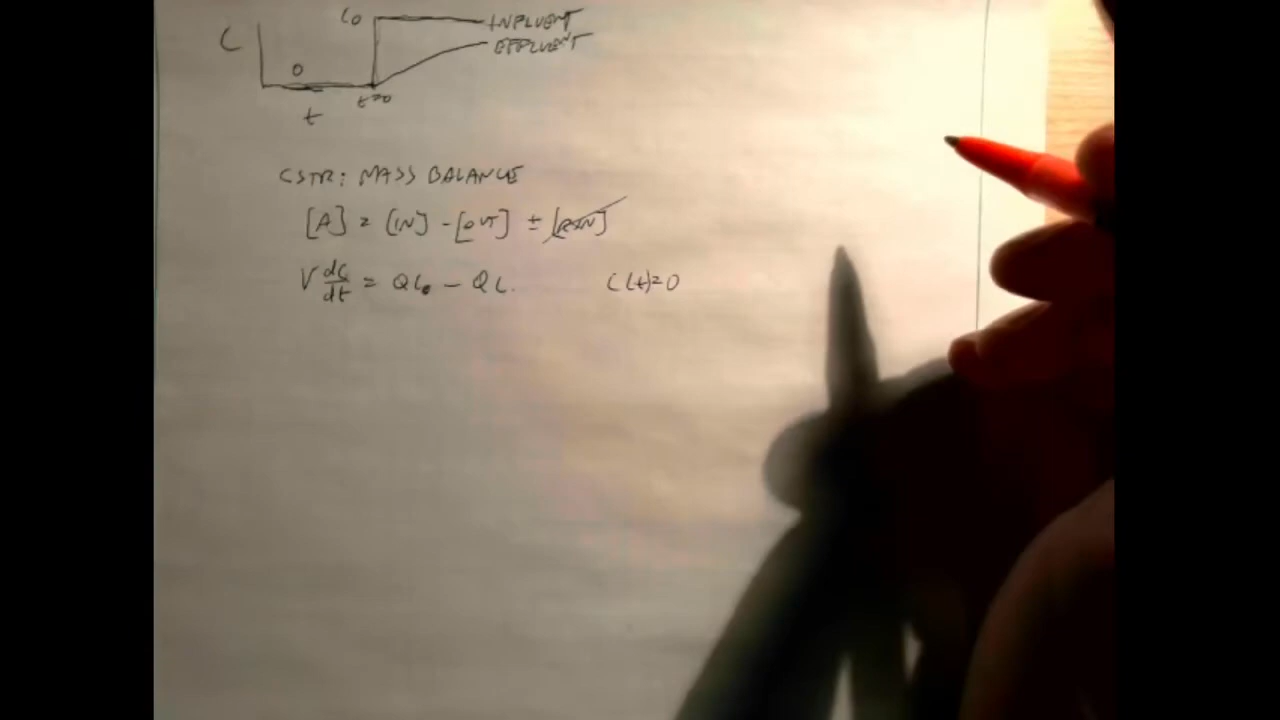 C0 INFLUENT
C EFFLUENT
0
t=0
t
CSTR: MASS BALANCE
[A] = [IN] - [OUT] ± [RXN]
V dC/dt = QC0 - QC. C(t)=0